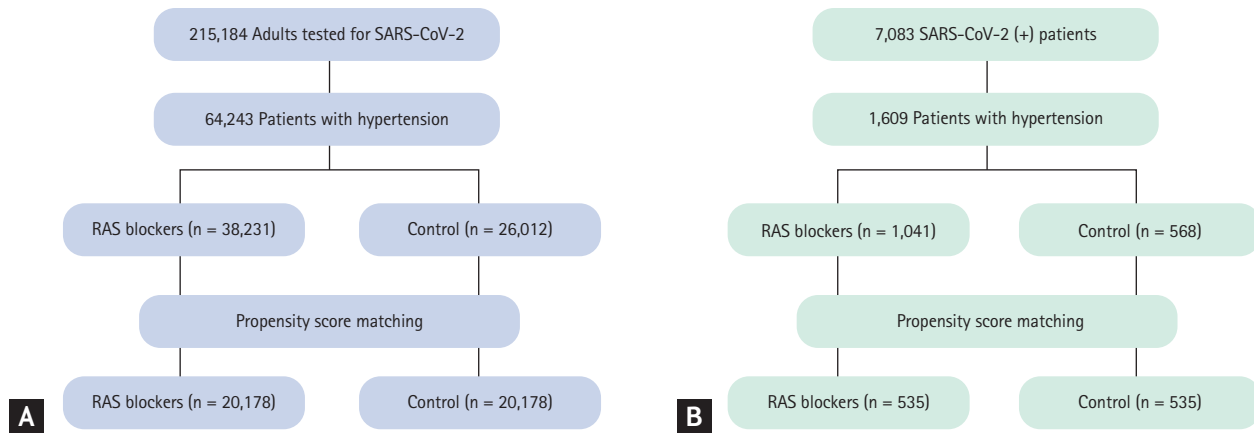 215,184 Adults tested for SARS-CoV-2
64,243 Patients with hypertension
RAS blockers (n = 38,231)
Control (n = 26,012)
Propensity score matching
RAS blockers (n = 20,178)
Control (n = 20,178)
A
7,083 SARS-CoV-2 (+) patients
1,609 Patients with hypertension
RAS blockers (n = 1,041)
Control (n = 568)
Propensity score matching
RAS blockers (n = 535)
Control (n = 535)
B